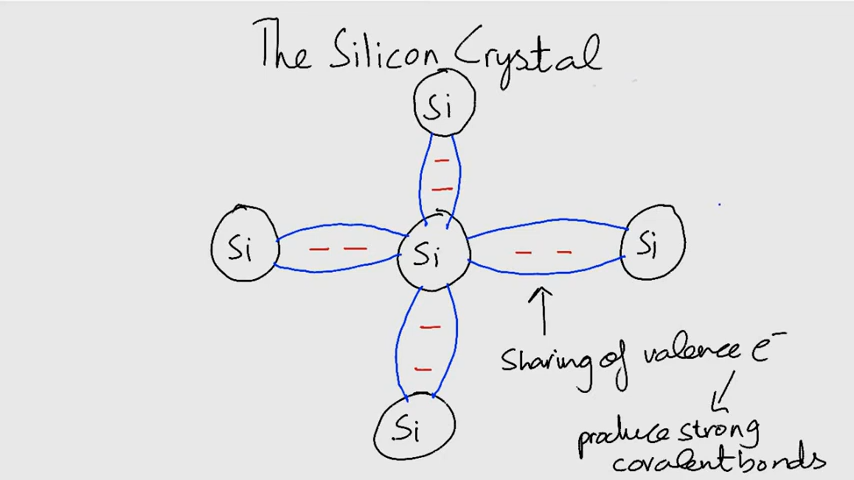 The Silicon Crystal
Si
Si
Si
Si
Si
Sharing of valence e⁻
produce strong
covalent bonds